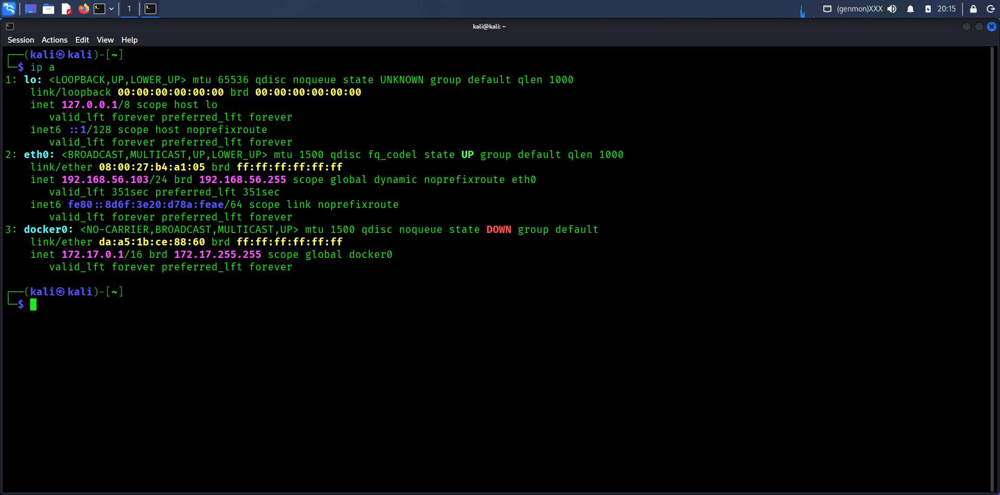 1 (genmon)XXX 20:15
kali@kali: ~
Session Actions Edit View Help
┌──(kali㉿kali)-[~]
└─$ ip a
1: lo: <LOOPBACK,UP,LOWER_UP> mtu 65536 qdisc noqueue state UNKNOWN group default qlen 1000
    link/loopback 00:00:00:00:00:00 brd 00:00:00:00:00:00
    inet 127.0.0.1/8 scope host lo
       valid_lft forever preferred_lft forever
    inet6 ::1/128 scope host noprefixroute
       valid_lft forever preferred_lft forever
2: eth0: <BROADCAST,MULTICAST,UP,LOWER_UP> mtu 1500 qdisc fq_codel state UP group default qlen 1000
    link/ether 08:00:27:b4:a1:05 brd ff:ff:ff:ff:ff:ff
    inet 192.168.56.103/24 brd 192.168.56.255 scope global dynamic noprefixroute eth0
       valid_lft 351sec preferred_lft 351sec
    inet6 fe80::8d6f:3e20:d78a:feae/64 scope link noprefixroute
       valid_lft forever preferred_lft forever
3: docker0: <NO-CARRIER,BROADCAST,MULTICAST,UP> mtu 1500 qdisc noqueue state DOWN group default
    link/ether da:a5:1b:ce:88:60 brd ff:ff:ff:ff:ff:ff
    inet 172.17.0.1/16 brd 172.17.255.255 scope global docker0
       valid_lft forever preferred_lft forever
┌──(kali㉿kali)-[~]
└─$